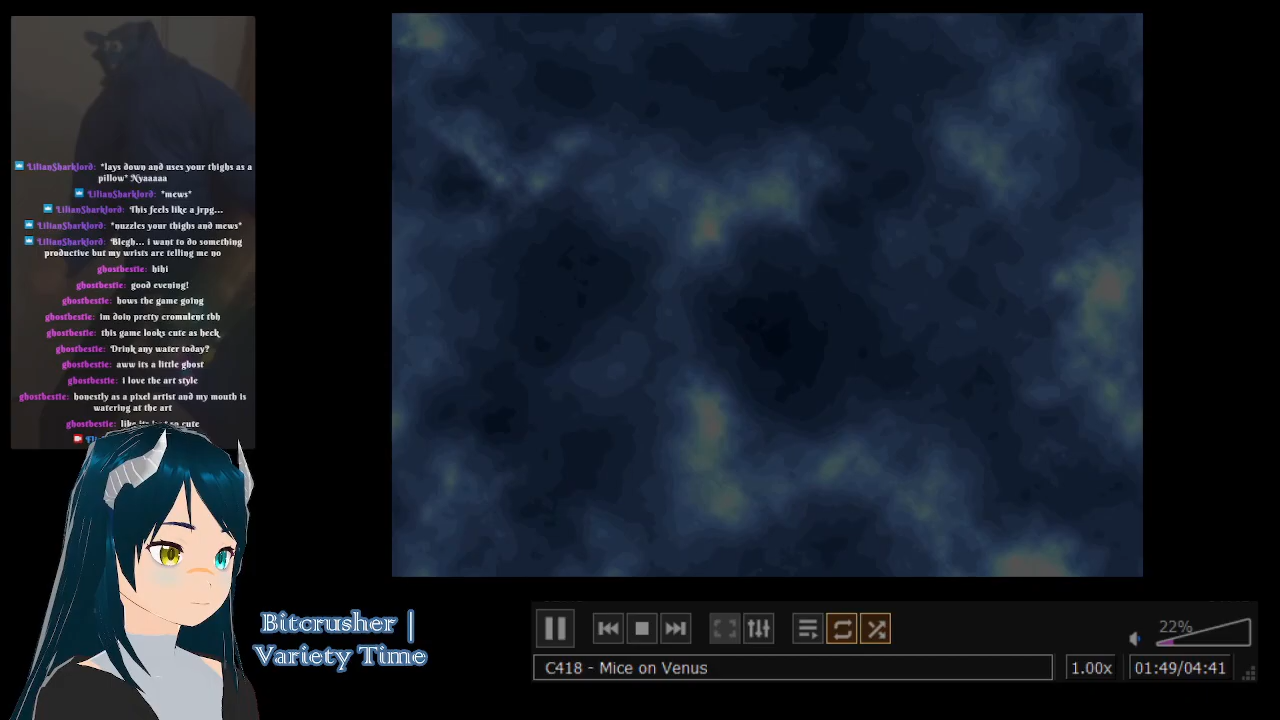 LilianSharklord: *lays down and uses your thighs as a
pillow* Nyaaaaa
LilianSharklord: *mews*
LilianSharklord: This feels like a jrpg...
LilianSharklord: *nuzzles your thighs and mews*
LilianSharklord: Blegh... i want to do something
productive but my wrists are telling me no
ghostbestie: hihi
ghostbestie: good evening!
ghostbestie: hows the game going
ghostbestie: im doin pretty cromulent tbh
ghostbestie: this game looks cute as heck
ghostbestie: Drink any water today?
ghostbestie: aww its a little ghost
ghostbestie: i love the art style
ghostbestie: honestly as a pixel artist and my mouth is
watering at the art
ghostbestie: like its just so cute
Bitcrusher |
Variety Time
22%
C418 - Mice on Venus
1.00x
01:49/04:41